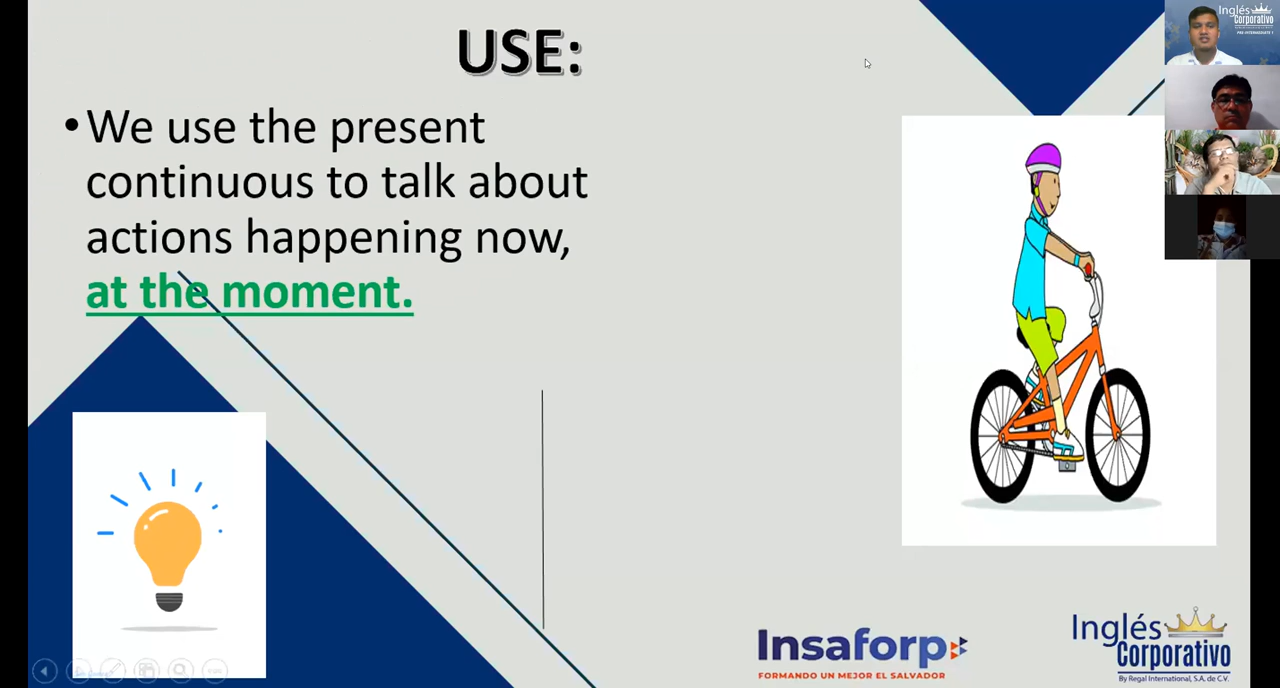 USE:
• We use the present
continuous to talk about
actions happening now,
at the moment.
Inglés
Corporativo
PRE-INTERMEDIATE 1
Insaforp
FORMANDO UN MEJOR EL SALVADOR
Inglés
Corporativo
By Regal International, S.A. de C.V.